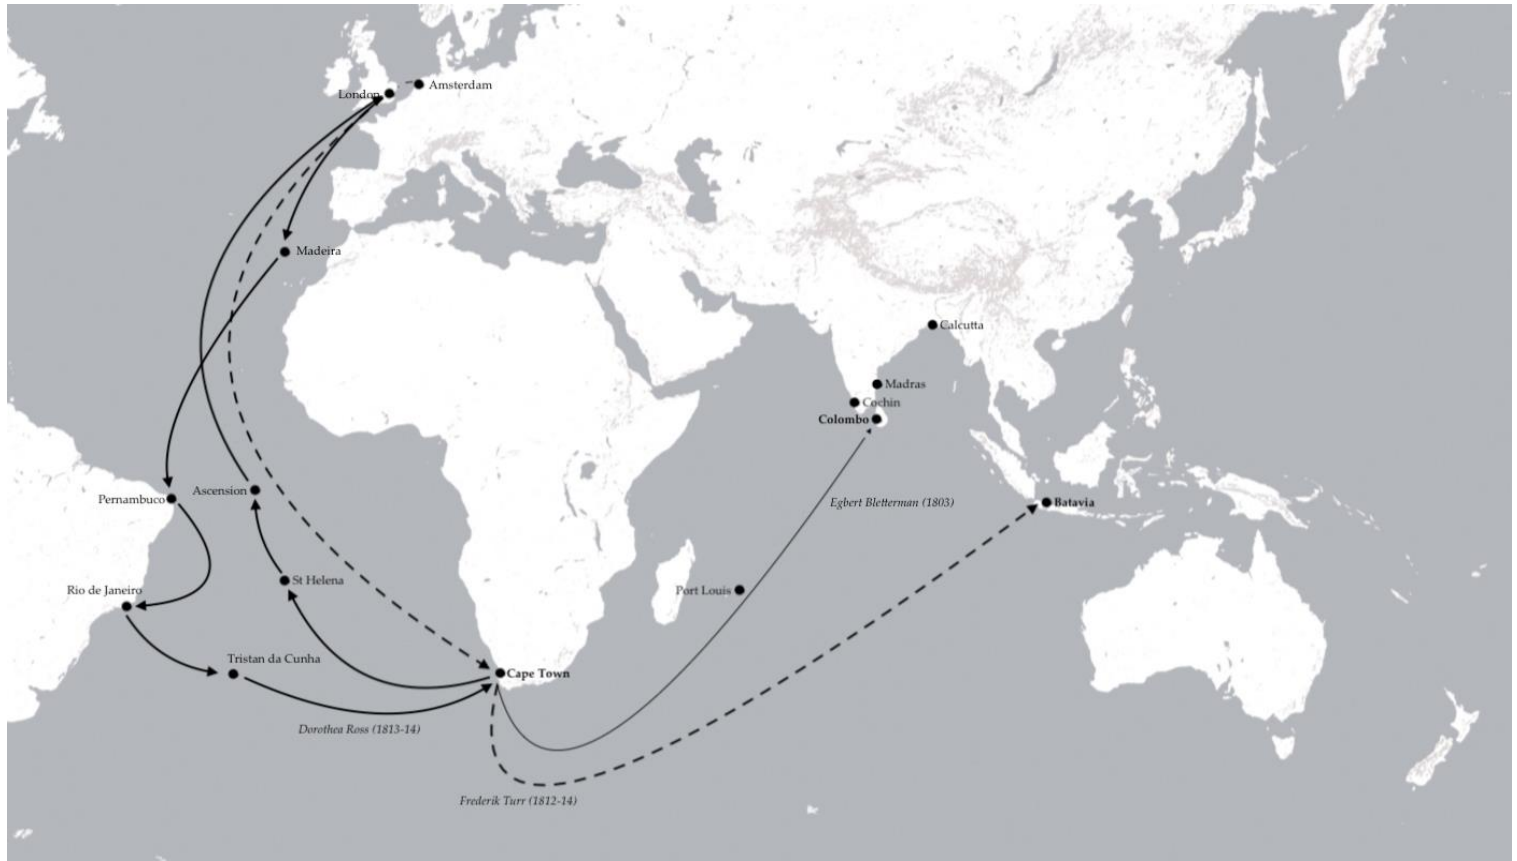 Amsterdam
London
Madeira
Calcutta
Madras
Cochin
Colombo
Ascension
Pernambuco
Egbert Bletterman (1803)
Batavia
St Helena
Rio de Janeiro
Port Louis
Tristan da Cunha
Cape Town
Dorothea Ross (1813-14)
Frederik Turr (1812-14)